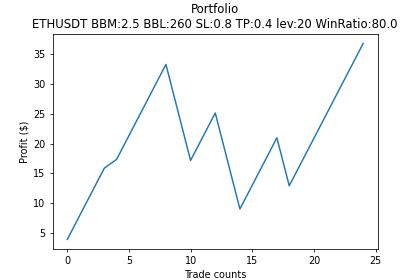 Portfolio
ETHUSDT BBM:2.5 BBL:260 SL:0.8 TP:0.4 lev:20 WinRatio:80.0
Profit ($)
35
30
25
20
15
10
5
0 5 10 15 20 25
Trade counts